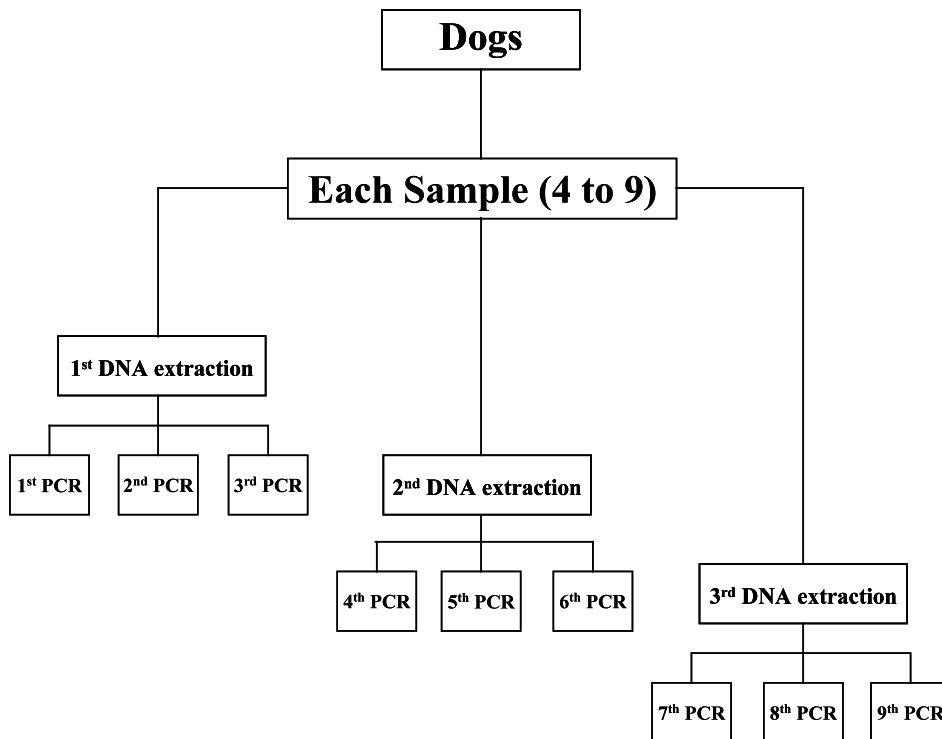 Dogs
Each Sample (4 to 9)
1st DNA extraction
1st PCR
2nd PCR
3rd PCR
2nd DNA extraction
4th PCR
5th PCR
6th PCR
3rd DNA extraction
7th PCR
8th PCR
9th PCR